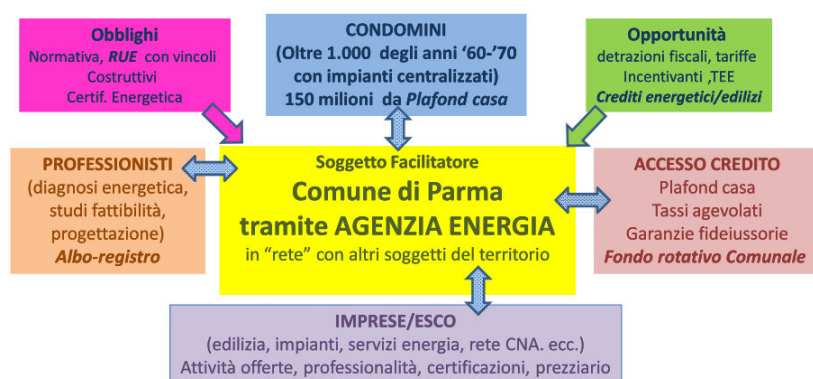 Obblighi
Normativa, RUE con vincoli
Costruttivi
Certif. Energetica
CONDOMINI
(Oltre 1.000 degli anni ‘60-’70
con impianti centralizzati)
150 milioni da Plafond casa
Opportunità
detrazioni fiscali, tariffe
Incentivanti ,TEE
Crediti energetici/edilizi
PROFESSIONISTI
(diagnosi energetica,
studi fattibilità,
progettazione)
Albo-registro
Soggetto Facilitatore
Comune di Parma
tramite AGENZIA ENERGIA
in “rete” con altri soggetti del territorio
ACCESSO CREDITO
Plafond casa
Tassi agevolati
Garanzie fideiussorie
Fondo rotativo Comunale
IMPRESE/ESCO
(edilizia, impianti, servizi energia, rete CNA. ecc.)
Attività offerte, professionalità, certificazioni, prezziario